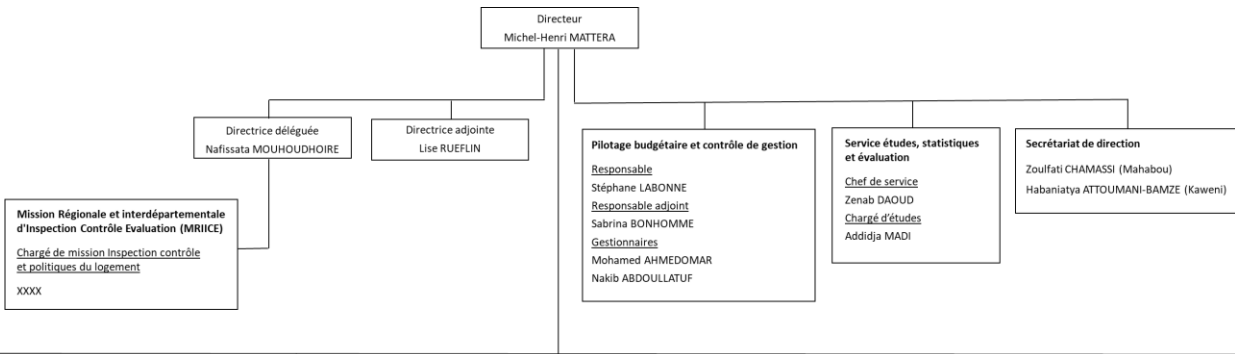 Directeur
Michel-Henri MATTERA
Directrice déléguée
Nafissata MOUHOUDHOIRE
Directrice adjointe
Lise RUEFLIN
Mission Régionale et interdépartementale
d'Inspection Contrôle Evaluation (MRIICE)
Chargé de mission Inspection contrôle
et politiques du logement
XXXX
Pilotage budgétaire et contrôle de gestion
Responsable
Stéphane LABONNE
Responsable adjoint
Sabrina BONHOMME
Gestionnaires
Mohamed AHMEDOMAR
Nakib ABDOULLATUF
Service études, statistiques
et évaluation
Chef de service
Zenab DAOUD
Chargé d'études
Addidja MADI
Secrétariat de direction
Zoulfati CHAMASSI (Mahabou)
Habaniatya ATTOUMANI-BAMZE (Kaweni)